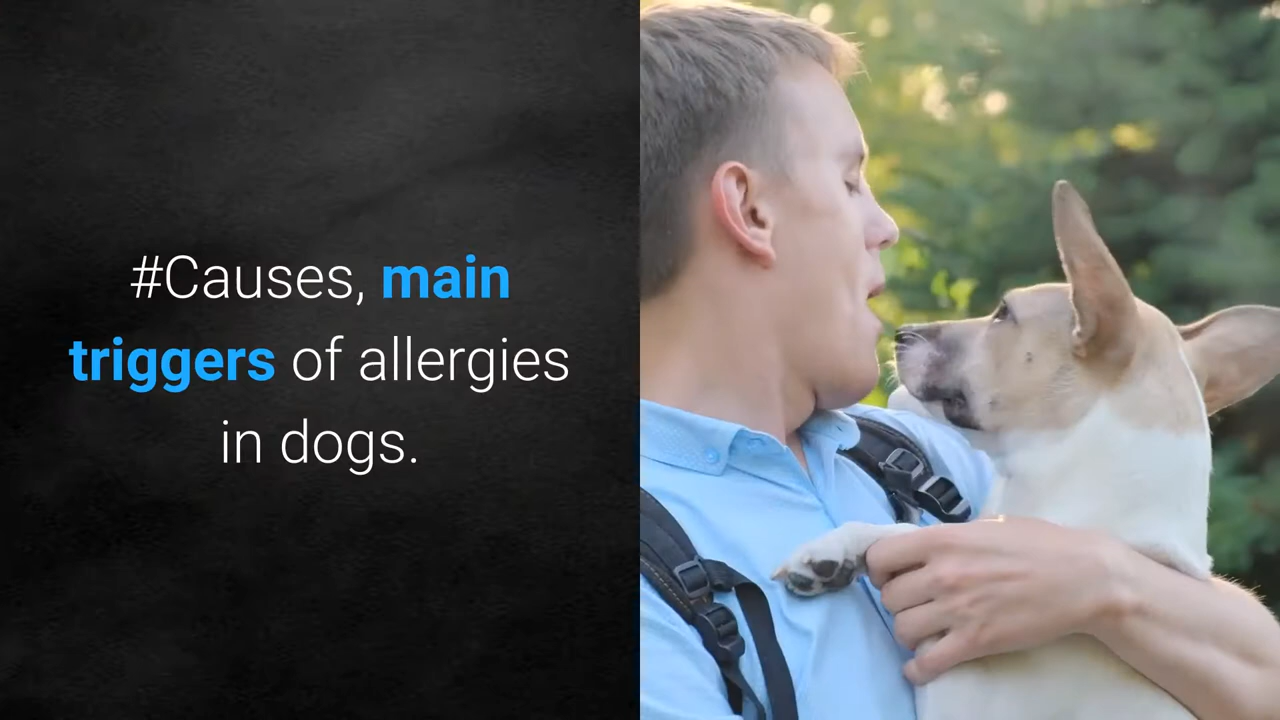 #Causes, main
triggers of allergies
in dogs.